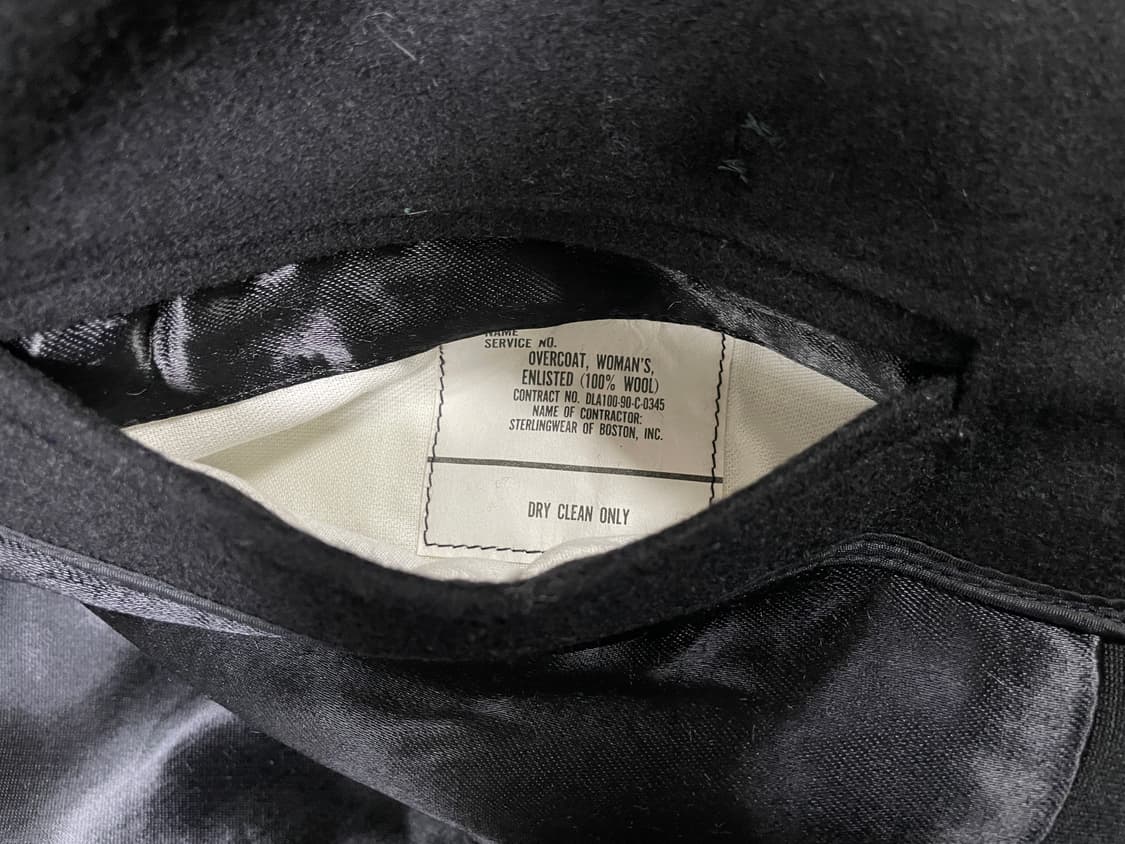 NAME
SERVICE NO.
OVERCOAT, WOMAN'S,
ENLISTED (100% WOOL)
CONTRACT NO. DLA100-90-C-0345
NAME OF CONTRACTOR:
STERLINGWEAR OF BOSTON, INC.
DRY CLEAN ONLY